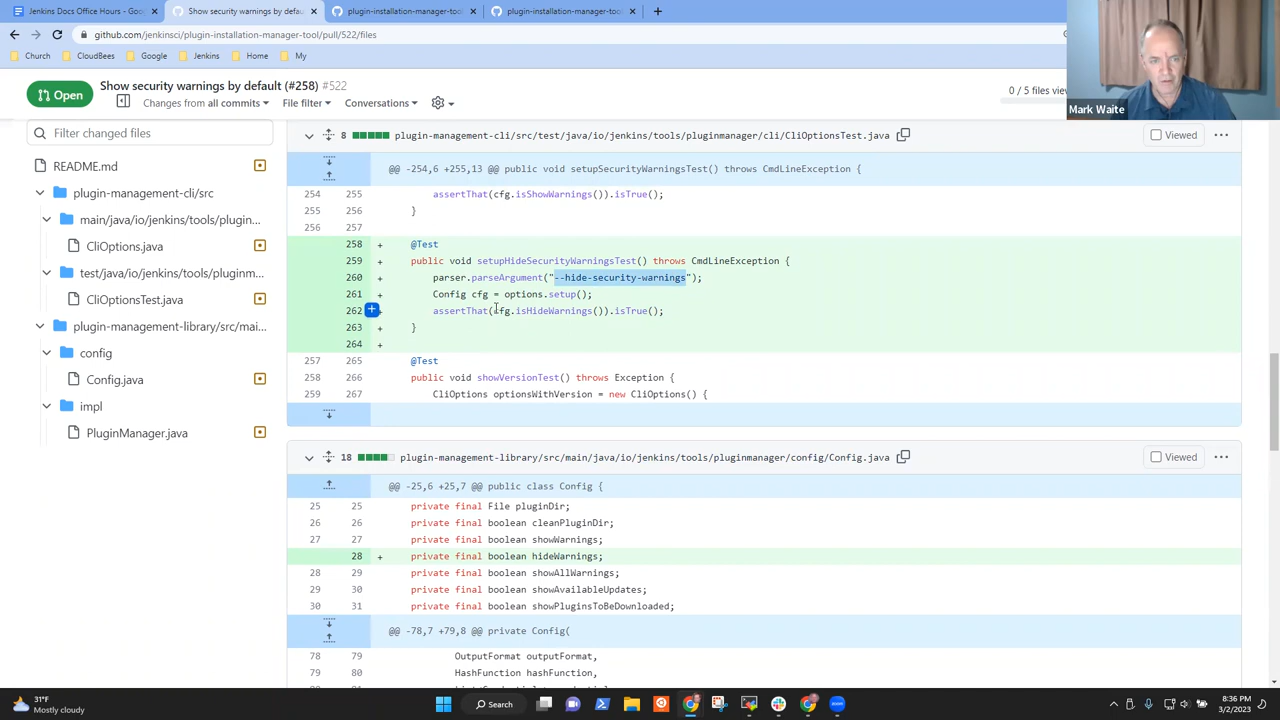 Jenkins Docs Office Hours - Goo
Show security warnings by defau
plugin-installation-manager-tool
plugin-installation-manager-tool
github.com/jenkinsci/plugin-installation-manager-tool/pull/522/files
Church
CloudBees
Google
Jenkins
Home
My
Mark Waite
Open
Show security warnings by default (#258) #522
Changes from all commits
File filter
Conversations
0 / 5 files view
Filter changed files
README.md
plugin-management-cli/src
main/java/io/jenkins/tools/plugin...
CliOptions.java
test/java/io/jenkins/tools/pluginm...
CliOptionsTest.java
plugin-management-library/src/mai...
config
Config.java
impl
PluginManager.java
8 plugin-management-cli/src/test/java/io/jenkins/tools/pluginmanager/cli/CliOptionsTest.java
Viewed
@@ -254,6 +255,13 @@ public void setupSecurityWarningsTest() throws CmdLineException {
254 255 assertThat(cfg.isShowWarnings()).isTrue();
255 256 }
256 257
258 + @Test
259 + public void setupHideSecurityWarningsTest() throws CmdLineException {
260 + parser.parseArgument("--hide-security-warnings");
261 + Config cfg = options.setup();
262 + assertThat(cfg.isHideWarnings()).isTrue();
263 + }
264 +
257 265 @Test
258 266 public void showVersionTest() throws Exception {
259 267 CliOptions optionsWithVersion = new CliOptions() {
18 plugin-management-library/src/main/java/io/jenkins/tools/pluginmanager/config/Config.java
Viewed
@@ -25,6 +25,7 @@ public class Config {
25 25 private final File pluginDir;
26 26 private final boolean cleanPluginDir;
27 27 private final boolean showWarnings;
28 + private final boolean hideWarnings;
28 29 private final boolean showAllWarnings;
29 30 private final boolean showAvailableUpdates;
30 31 private final boolean showPluginsToBeDownloaded;
@@ -78,7 +79,8 @@ private Config(
78 79 OutputFormat outputFormat,
79 80 HashFunction hashFunction,
31°F
Mostly cloudy
Search
8:36 PM
3/2/2023